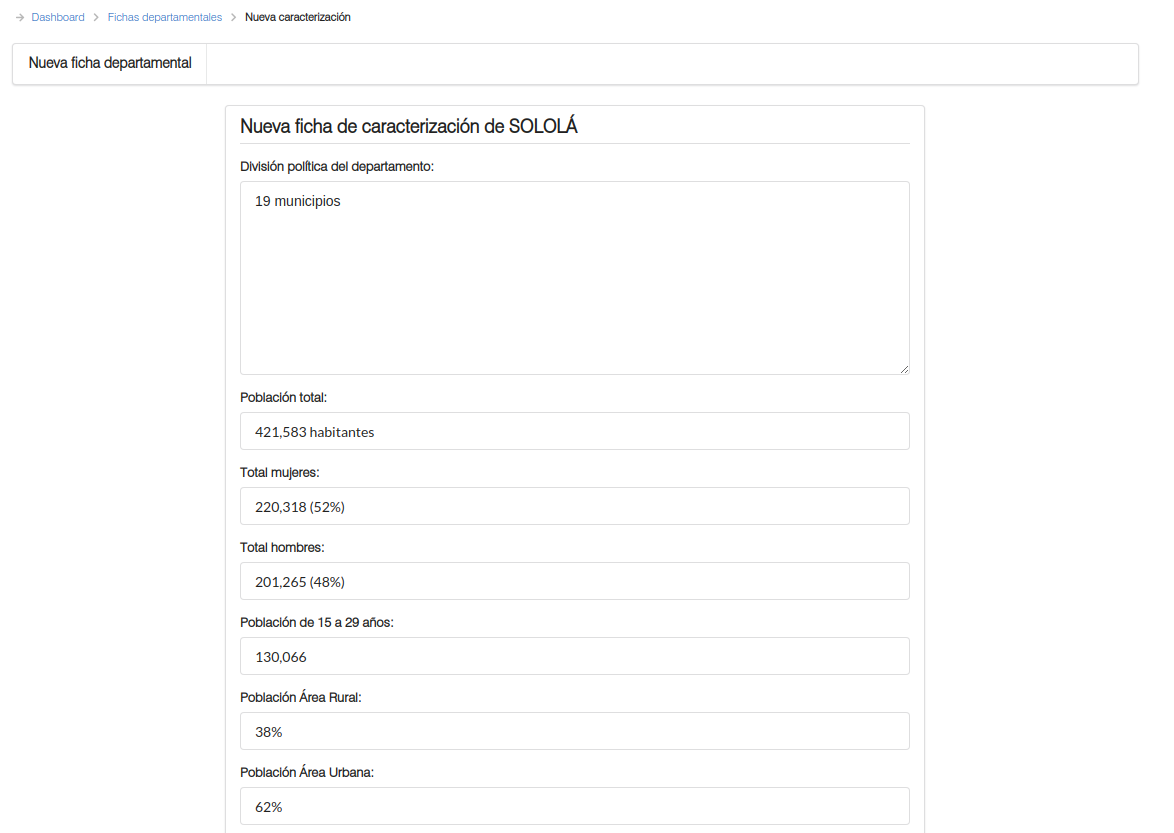 Dashboard Fichas departamentales Nueva caracterización
Nueva ficha departamental
Nueva ficha de caracterización de SOLOLÁ
División política del departamento:
19 municipios
Población total:
421,583 habitantes
Total mujeres:
220,318 (52%)
Total hombres:
201,265 (48%)
Población de 15 a 29 años:
130,066
Población Área Rural:
38%
Población Área Urbana:
62%